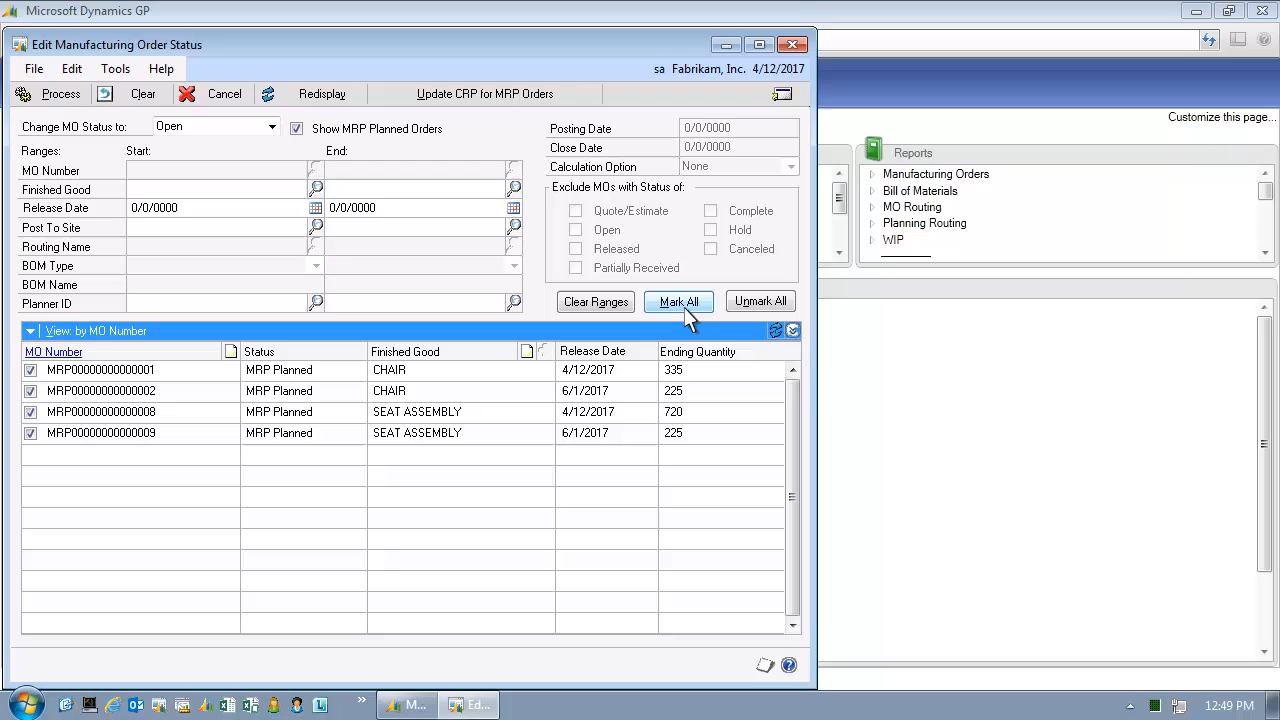 Microsoft Dynamics GP
Edit Manufacturing Order Status
File Edit Tools Help
sa Fabrikam, Inc. 4/12/2017
Process Clear Cancel Redisplay Update CRP for MRP Orders
Change MO Status to: Open Show MRP Planned Orders
Ranges: Start: End:
MO Number
Finished Good
Release Date 0/0/0000 0/0/0000
Post To Site
Routing Name
BOM Type
BOM Name
Planner ID
Posting Date 0/0/0000
Close Date 0/0/0000
Calculation Option None
Exclude MOs with Status of:
Quote/Estimate Complete
Open Hold
Released Canceled
Partially Received
Clear Ranges Mark All Unmark All
View: by MO Number
MO Number Status Finished Good Release Date Ending Quantity
MRP00000000000001 MRP Planned CHAIR 4/12/2017 335
MRP00000000000002 MRP Planned CHAIR 6/1/2017 225
MRP00000000000008 MRP Planned SEAT ASSEMBLY 4/12/2017 720
MRP00000000000009 MRP Planned SEAT ASSEMBLY 6/1/2017 225
Customize this page...
Reports
Manufacturing Orders
Bill of Materials
MO Routing
Planning Routing
WIP
M... Ed...
12:49 PM